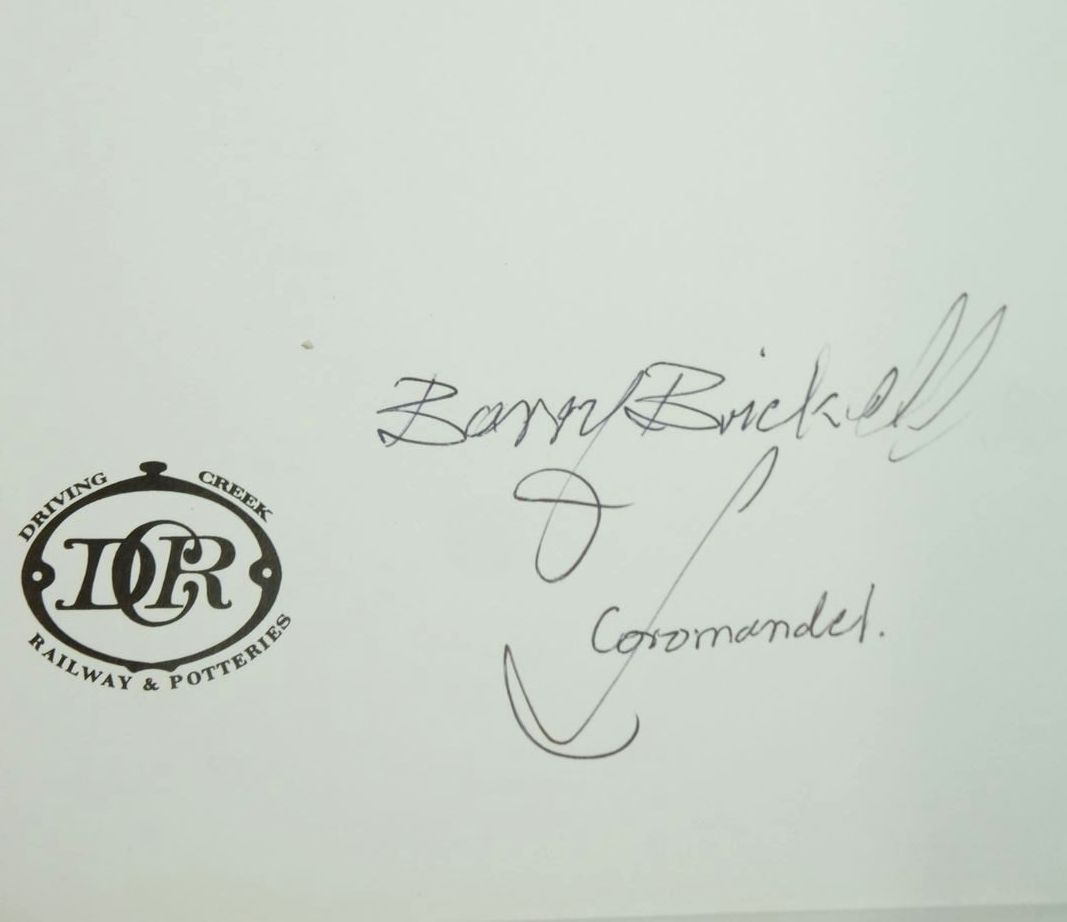 Barry Brickell
DRIVING CREEK
DCR
RAILWAY & POTTERIES
Coromandel.